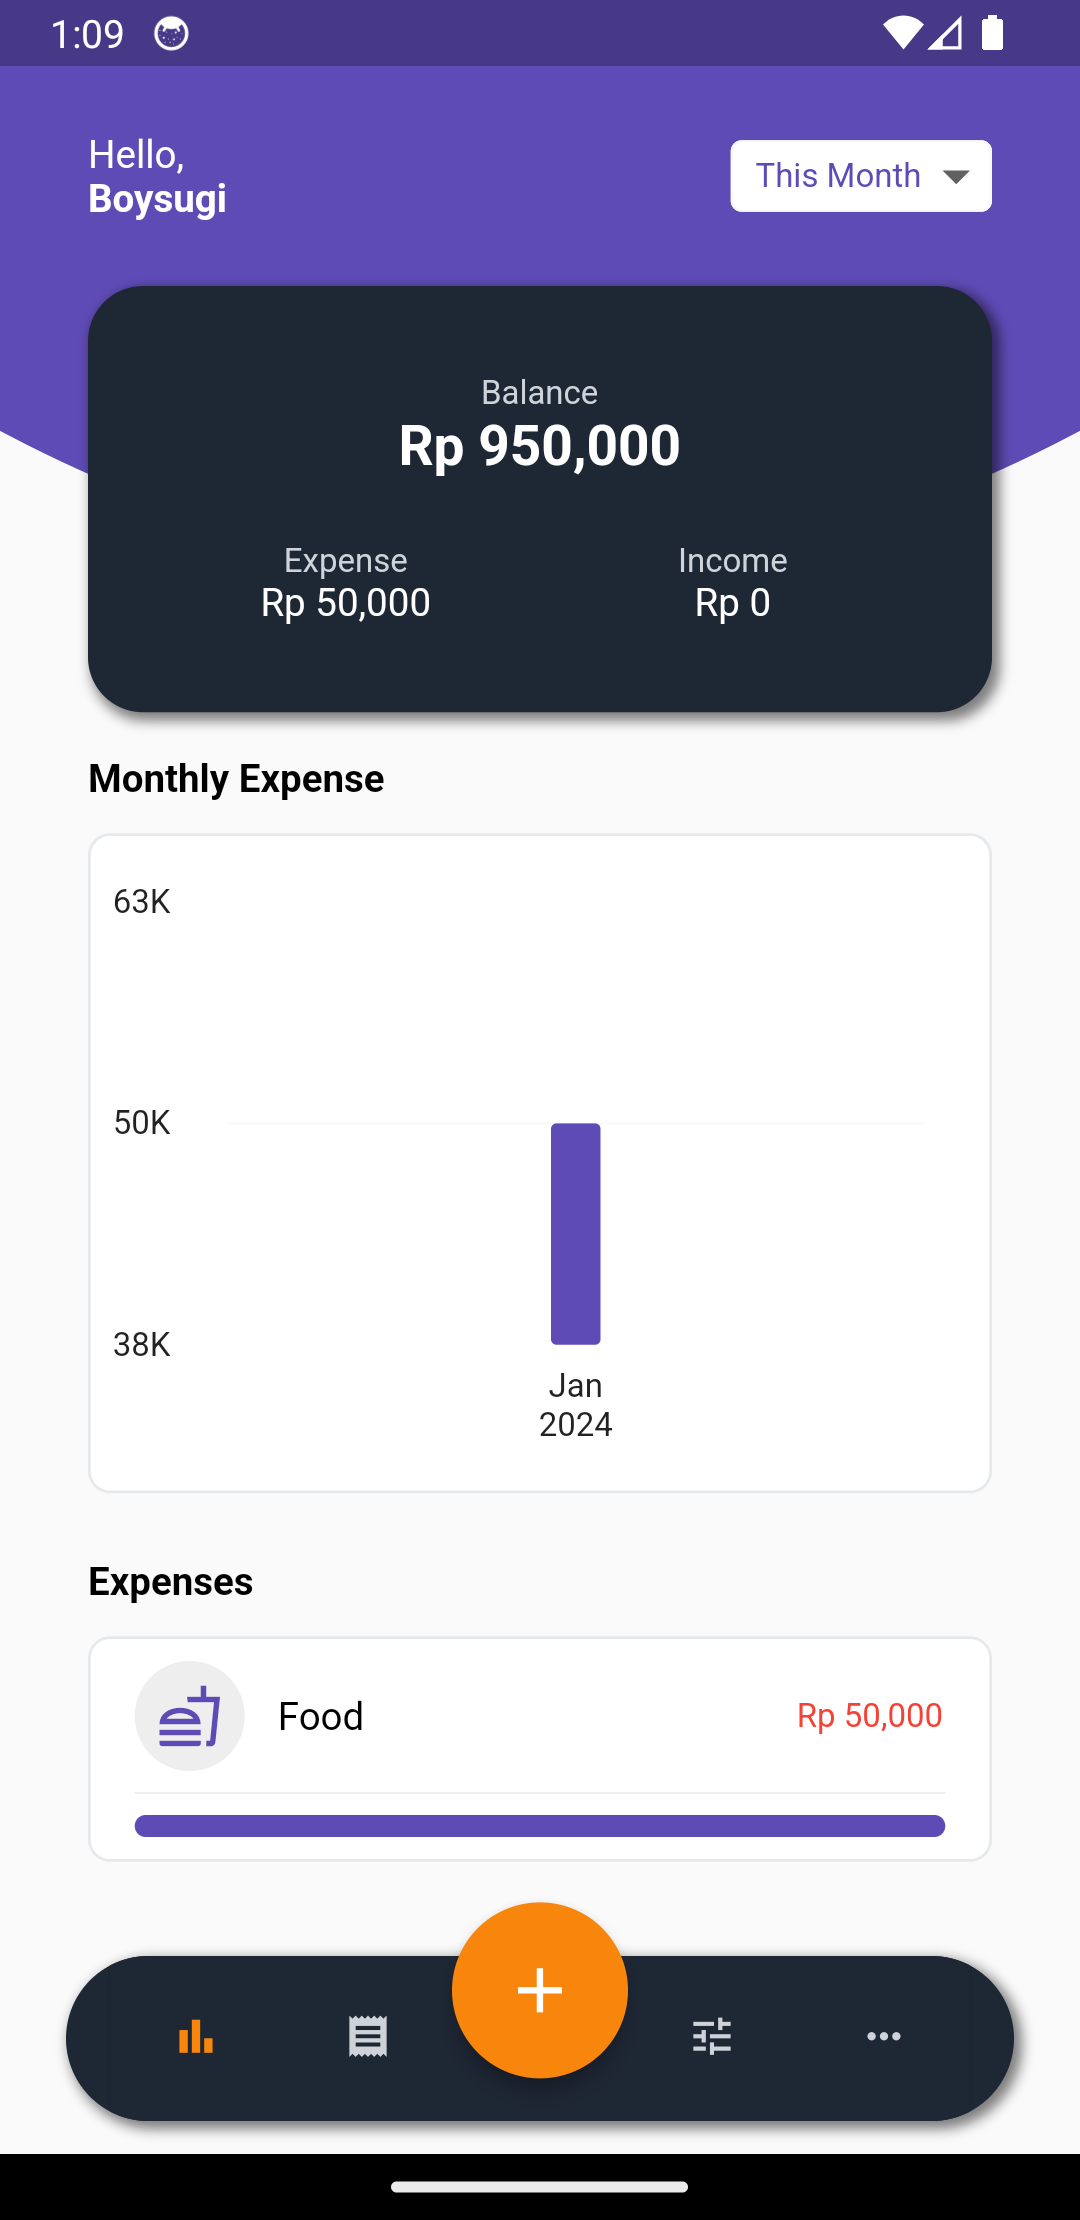 1:09
Hello,
Boysugi
This Month
Balance
Rp 950,000
Expense
Rp 50,000
Income
Rp 0
Monthly Expense
63K
50K
38K
Jan
2024
Expenses
Food
Rp 50,000